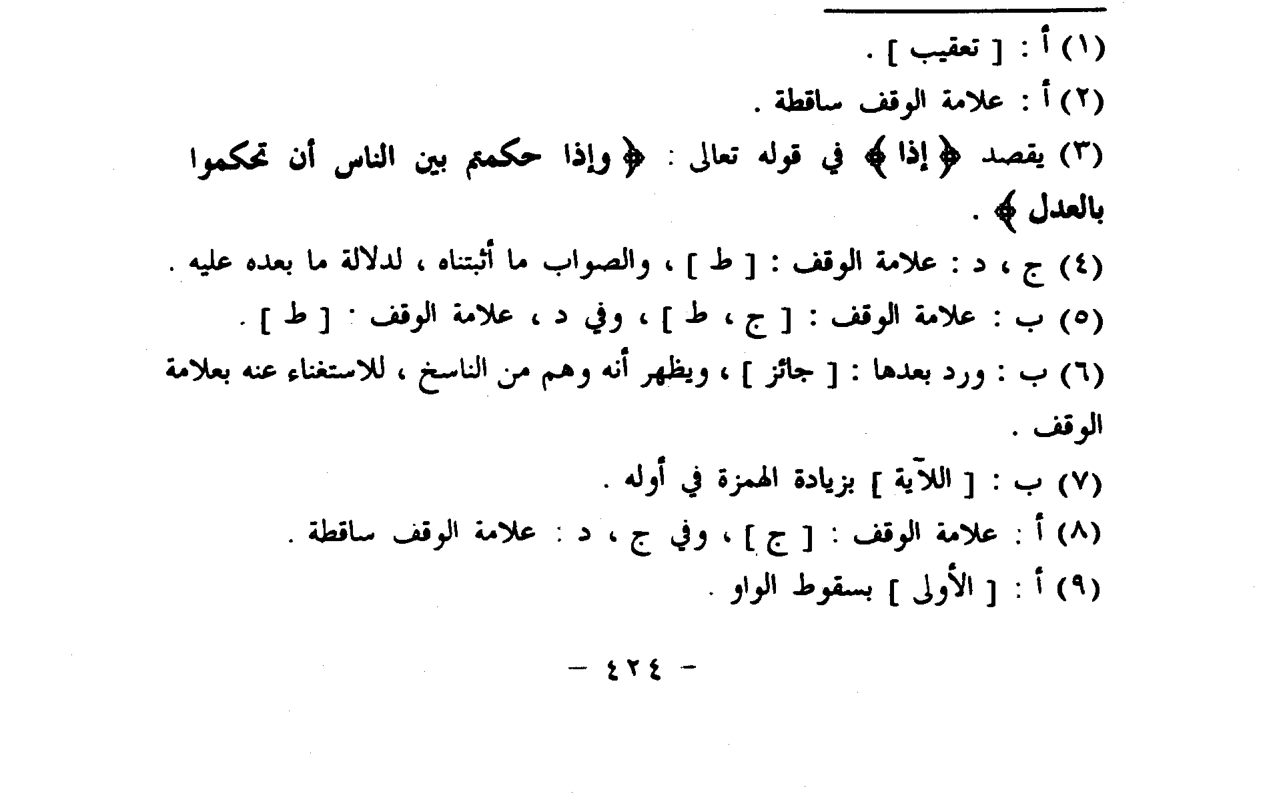 (١) أ : [ تعقيب ] .
(٢) أ : علامة الوقف ساقطة .
(٣) يقصد ﴿ إذا ﴾ في قوله تعالى : ﴿ وإذا حكمتم بين الناس أن تحكموا
بالعدل ﴾ .
(٤) ج ، د : علامة الوقف : [ ط ] ، والصواب ما أثبتناه ، لدلالة ما بعده عليه .
(٥) ب : علامة الوقف : [ ج ، ط ] ، وفي د ، علامة الوقف : [ ط ] .
(٦) ب : ورد بعدها : [ جائز ] ، ويظهر أنه وهم من الناسخ ، للاستغناء عنه بعلامة
الوقف .
(٧) ب : [ اللآية ] بزيادة الهمزة في أوله .
(٨) أ : علامة الوقف : [ ج ] ، وفي ج ، د : علامة الوقف ساقطة .
(٩) أ : [ الأولى ] بسقوط الواو .
— ٤٢٤ —